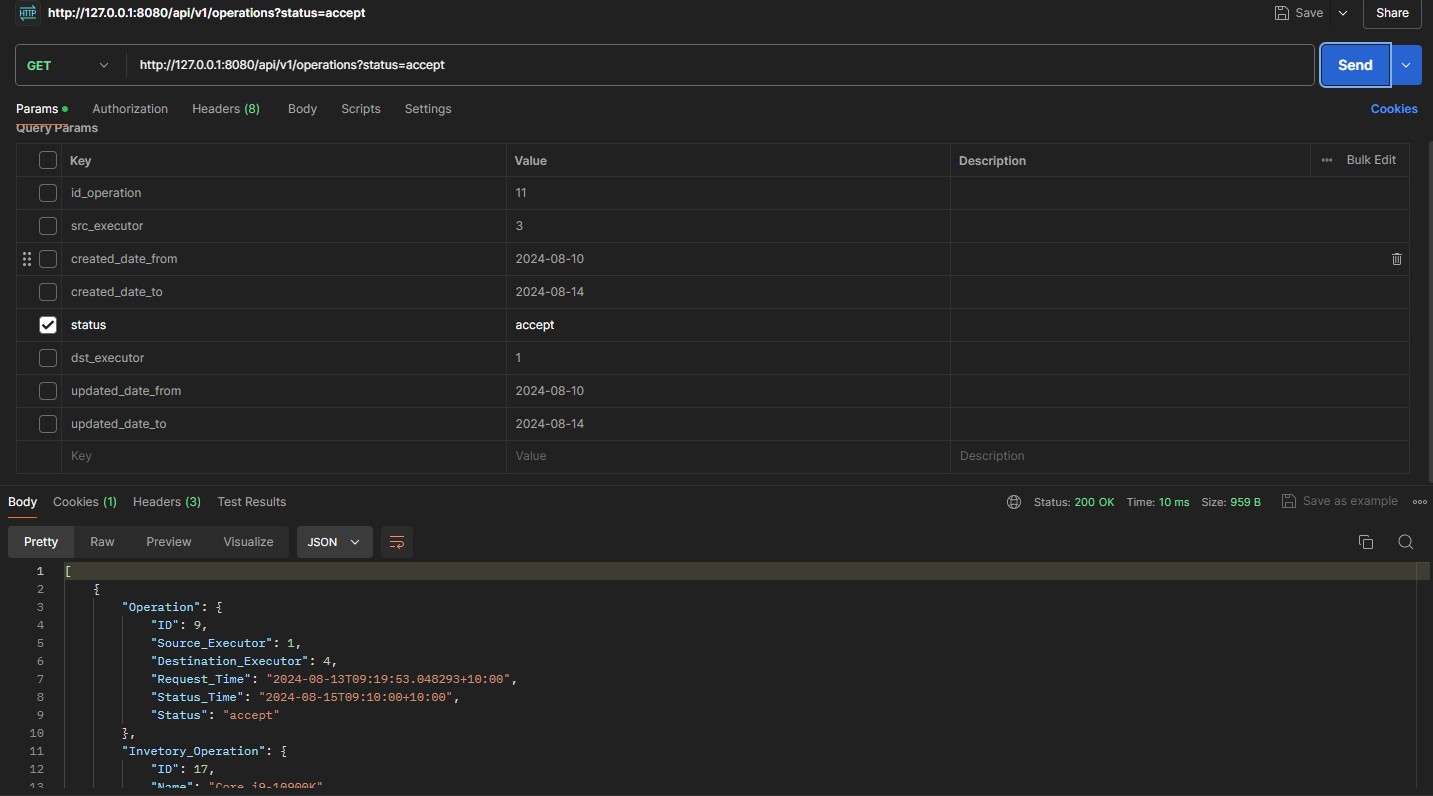 HTTP http://127.0.0.1:8080/api/v1/operations?status=accept Save Share
GET http://127.0.0.1:8080/api/v1/operations?status=accept Send
Params Authorization Headers (8) Body Scripts Settings Cookies
Query Params
Key Value Description Bulk Edit
id_operation 11
src_executor 3
created_date_from 2024-08-10
created_date_to 2024-08-14
status accept
dst_executor 1
updated_date_from 2024-08-10
updated_date_to 2024-08-14
Key Value Description
Body Cookies (1) Headers (3) Test Results Status: 200 OK Time: 10 ms Size: 959 B Save as example
Pretty Raw Preview Visualize JSON
1 [
2 {
3 "Operation": {
4 "ID": 9,
5 "Source_Executor": 1,
6 "Destination_Executor": 4,
7 "Request_Time": "2024-08-13T09:19:53.048293+10:00",
8 "Status_Time": "2024-08-15T09:10:00+10:00",
9 "Status": "accept"
10 },
11 "Invetory_Operation": {
12 "ID": 17,
13 "Name": "Core i9-10900K"